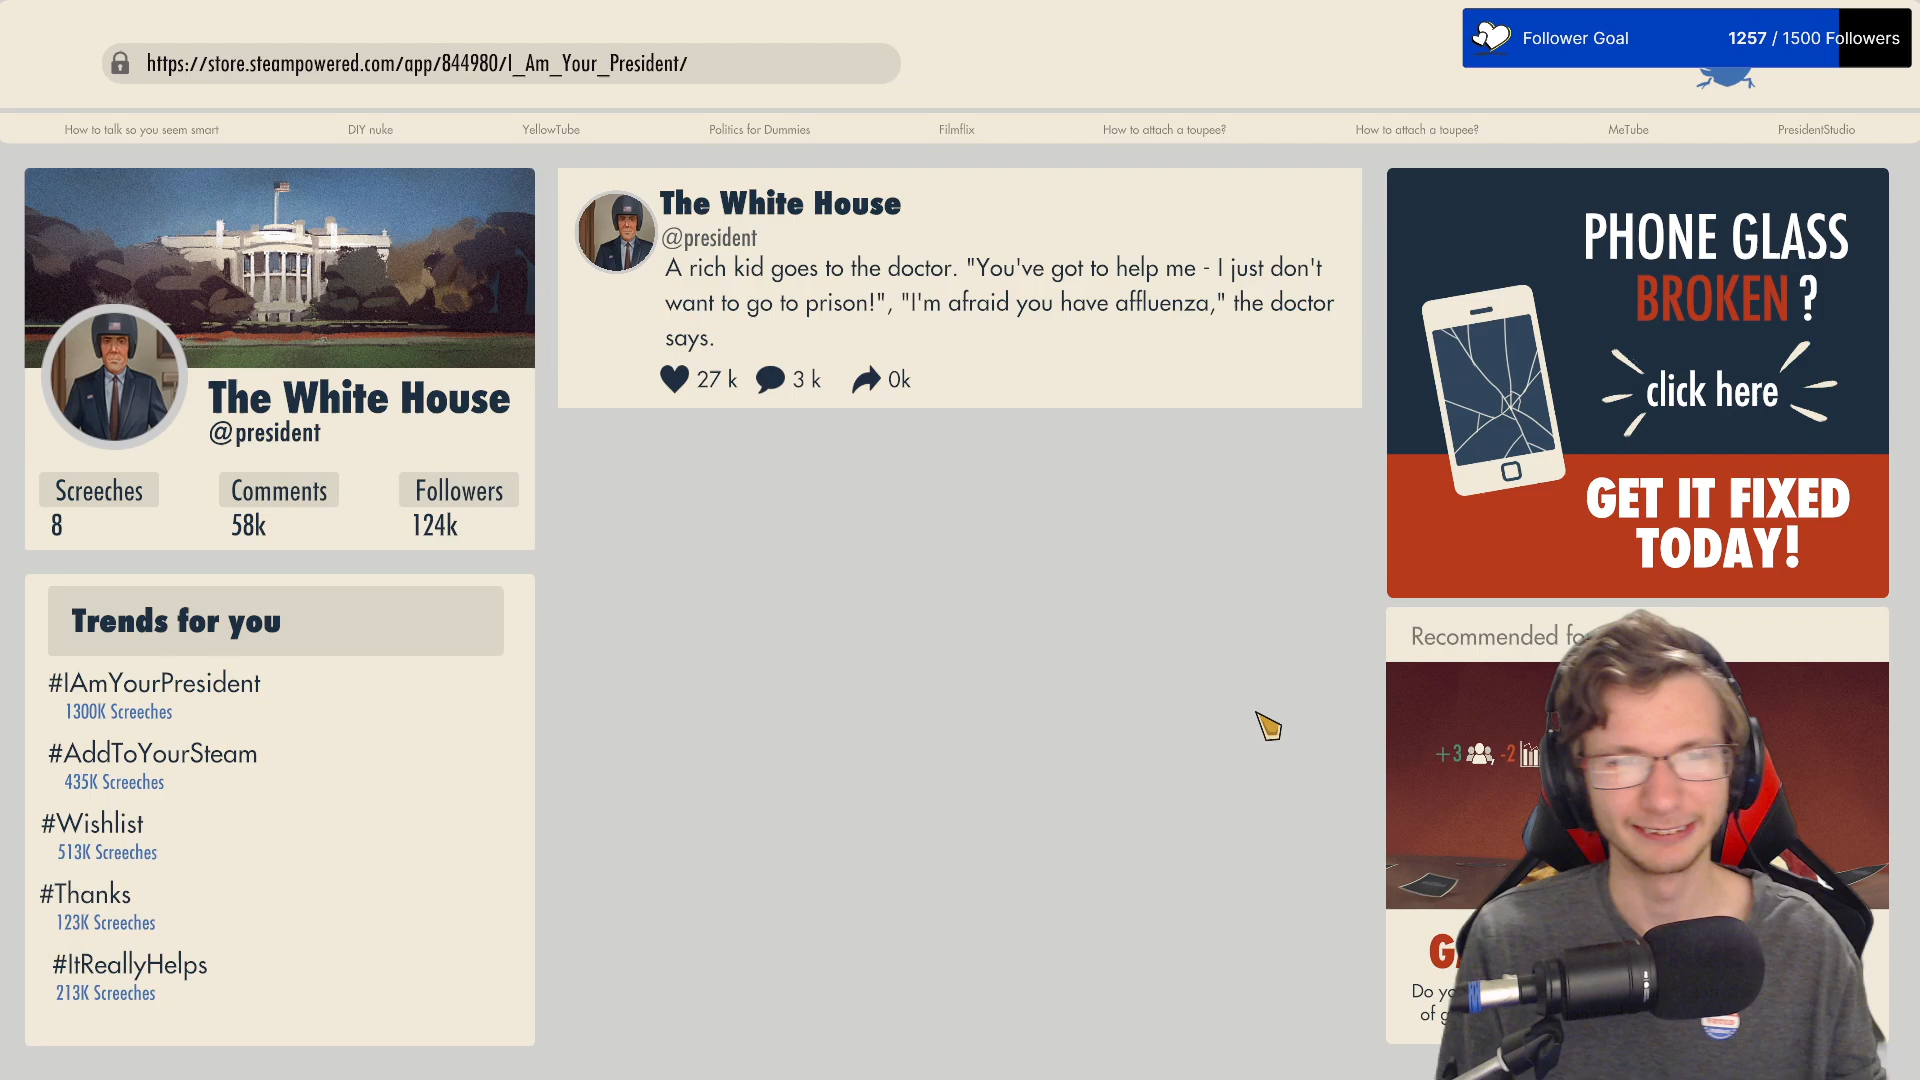 https://store.steampowered.com/app/844980/I_Am_Your_President/
Follower Goal
1257 / 1500 Followers
How to talk so you seem smart
DIY nuke
YellowTube
Politics for Dummies
Filmflix
How to attach a toupee?
How to attach a toupee?
MeTube
PresidentStudio
The White House
@president
Screeches
Comments
Followers
8
58k
124k
Trends for you
#IAmYourPresident
1300K Screeches
#AddToYourSteam
435K Screeches
#Wishlist
513K Screeches
#Thanks
123K Screeches
#ItReallyHelps
213K Screeches
The White House
@president
A rich kid goes to the doctor. "You've got to help me - I just don't
want to go to prison!", "I'm afraid you have affluenza," the doctor
says.
27 k
3 k
0k
PHONE GLASS
BROKEN ?
click here
GET IT FIXED
TODAY!
Recommended
+3
-2
Do
of